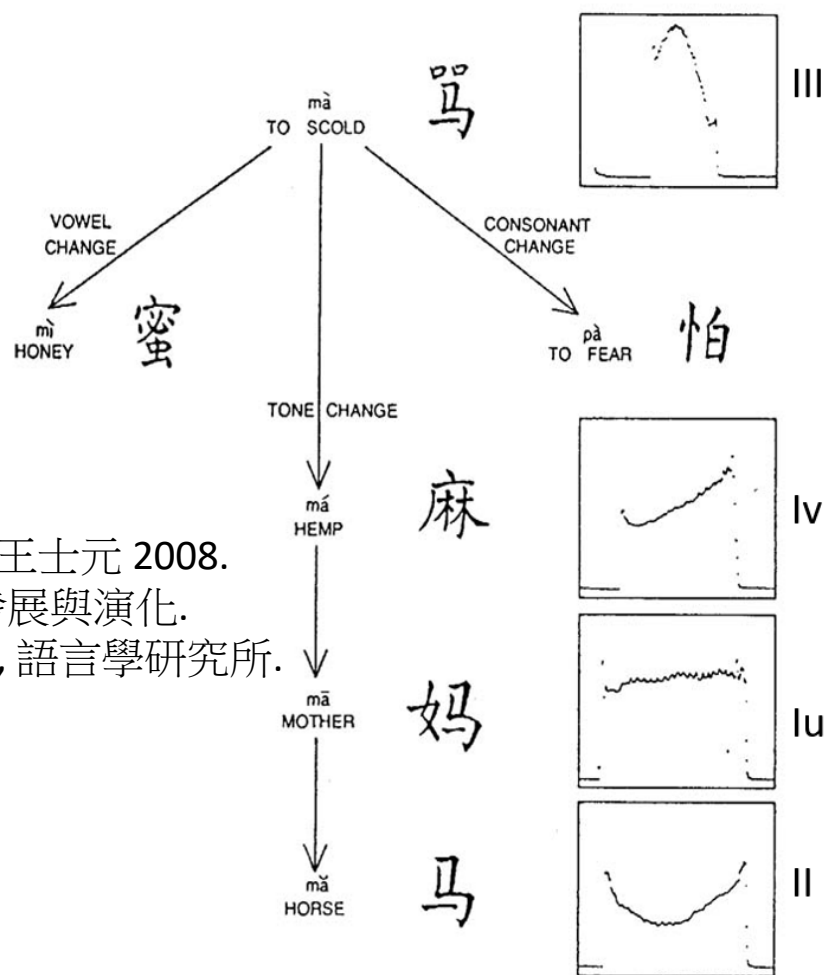 mà
TO SCOLD
骂
III
VOWEL
CHANGE
CONSONANT
CHANGE
mì
HONEY
蜜
pà
TO FEAR
怕
TONE CHANGE
má
HEMP
麻
Iv
王士元 2008.
展與演化.
, 語言學研究所.
mā
MOTHER
妈
Iu
mă
HORSE
马
II